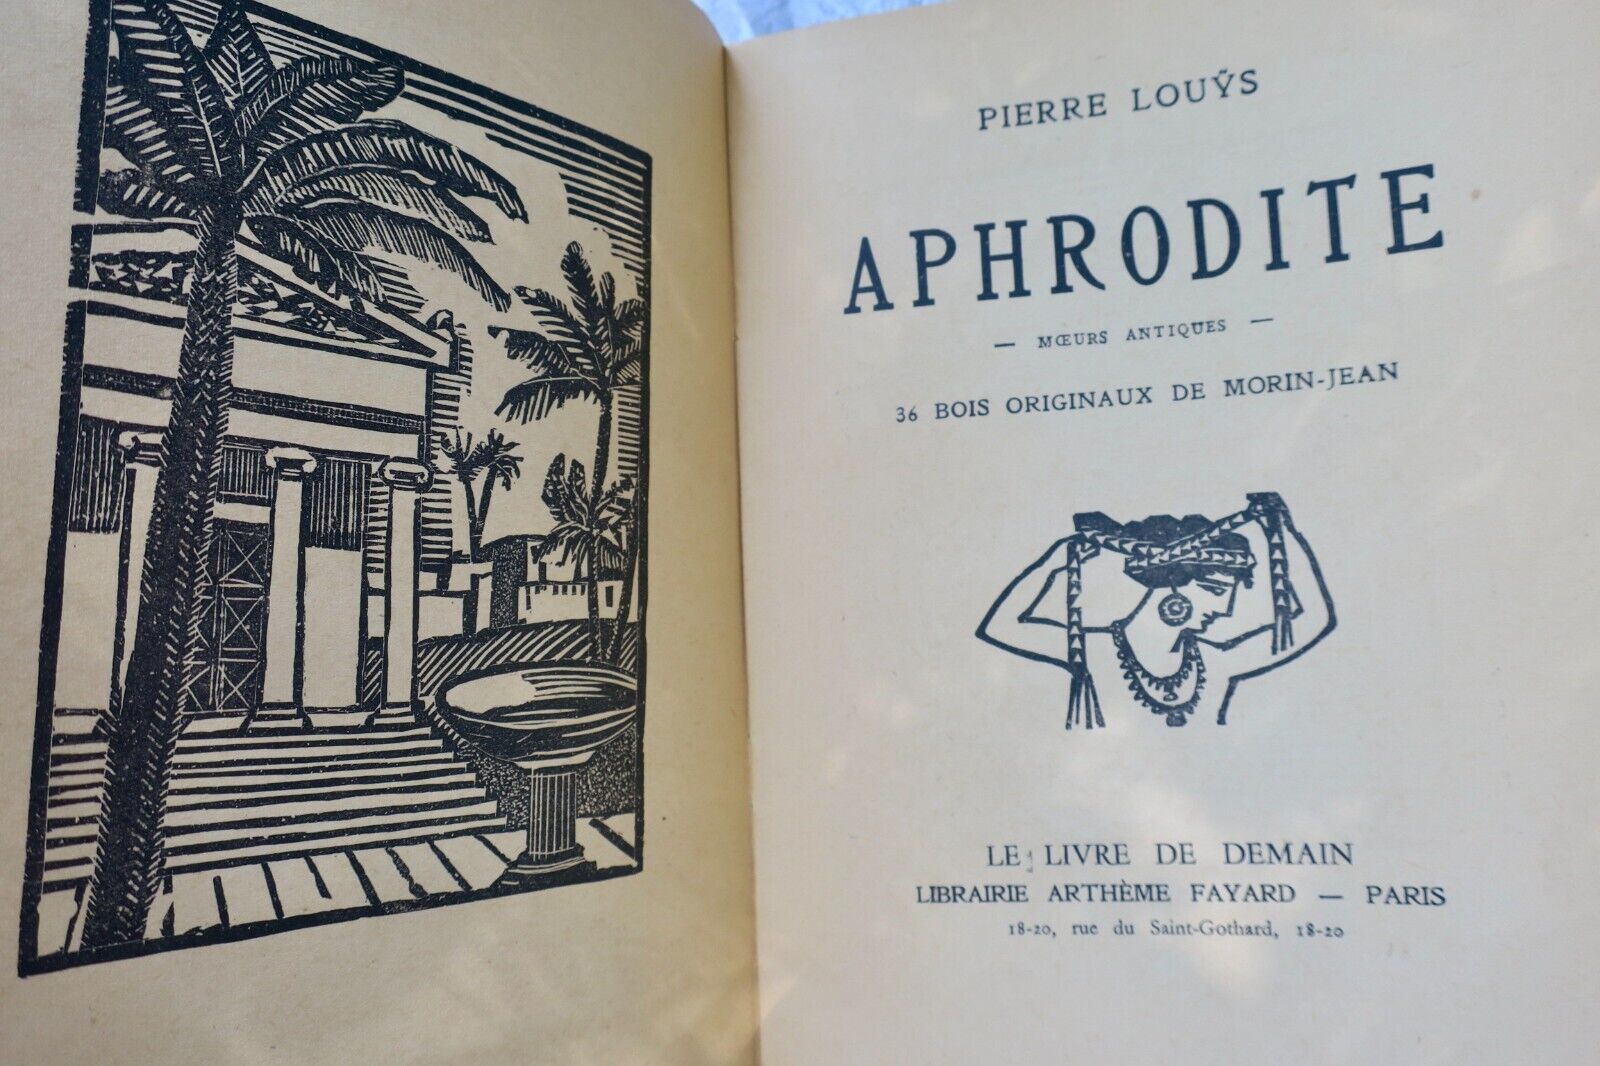 PIERRE LOUŸS
APHRODITE
— MŒURS ANTIQUES —
36 BOIS ORIGINAUX DE MORIN-JEAN
LE LIVRE DE DEMAIN
LIBRAIRIE ARTHÈME FAYARD — PARIS
18-20, rue du Saint-Gothard, 18-20